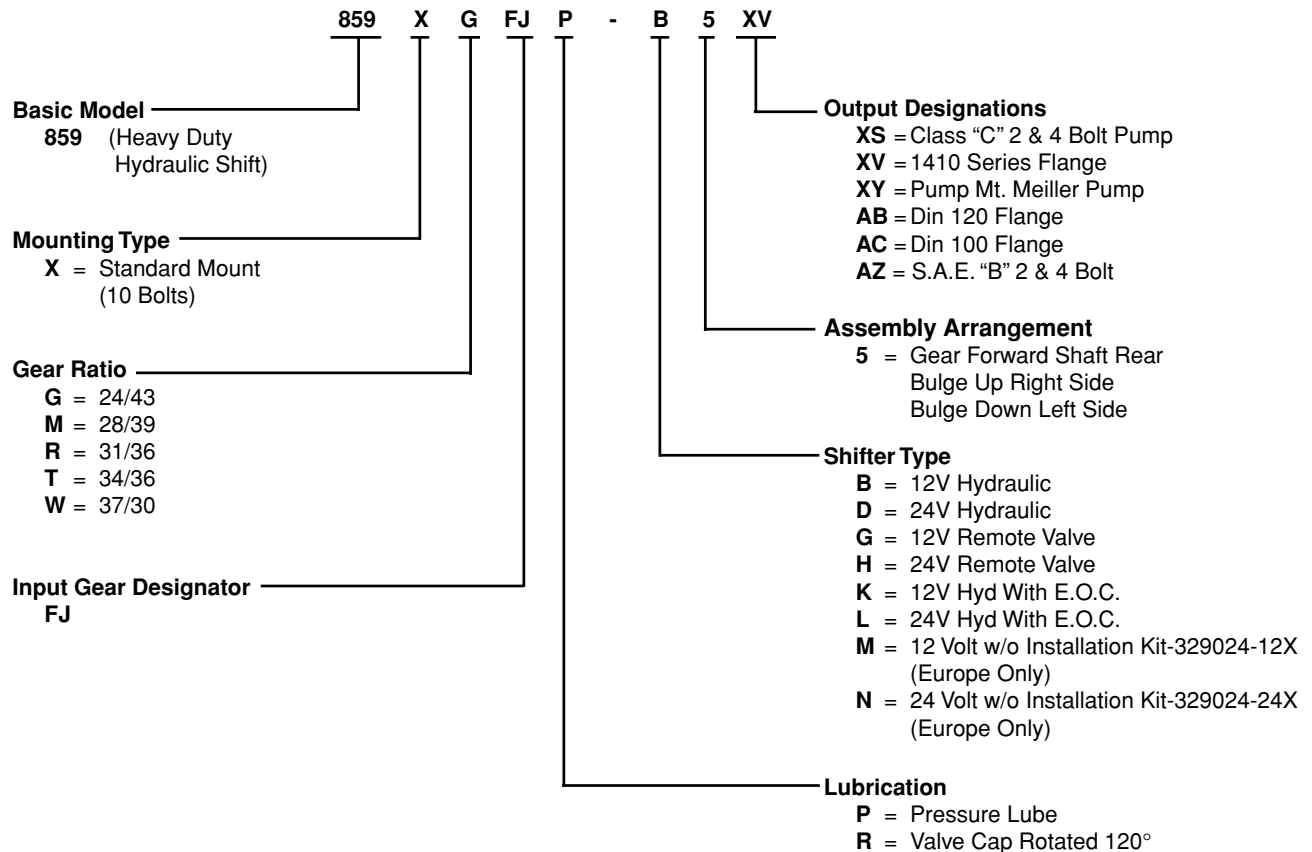 859 X G FJ P - B 5 XV
Basic Model
859 (Heavy Duty
Hydraulic Shift)
Mounting Type
X = Standard Mount
(10 Bolts)
Gear Ratio
G = 24/43
M = 28/39
R = 31/36
T = 34/36
W = 37/30
Input Gear Designator
FJ
Output Designations
XS = Class “C” 2 & 4 Bolt Pump
XV = 1410 Series Flange
XY = Pump Mt. Meiller Pump
AB = Din 120 Flange
AC = Din 100 Flange
AZ = S.A.E. “B” 2 & 4 Bolt
Assembly Arrangement
5 = Gear Forward Shaft Rear
Bulge Up Right Side
Bulge Down Left Side
Shifter Type
B = 12V Hydraulic
D = 24V Hydraulic
G = 12V Remote Valve
H = 24V Remote Valve
K = 12V Hyd With E.O.C.
L = 24V Hyd With E.O.C.
M = 12 Volt w/o Installation Kit-329024-12X
(Europe Only)
N = 24 Volt w/o Installation Kit-329024-24X
(Europe Only)
Lubrication
P = Pressure Lube
R = Valve Cap Rotated 120°